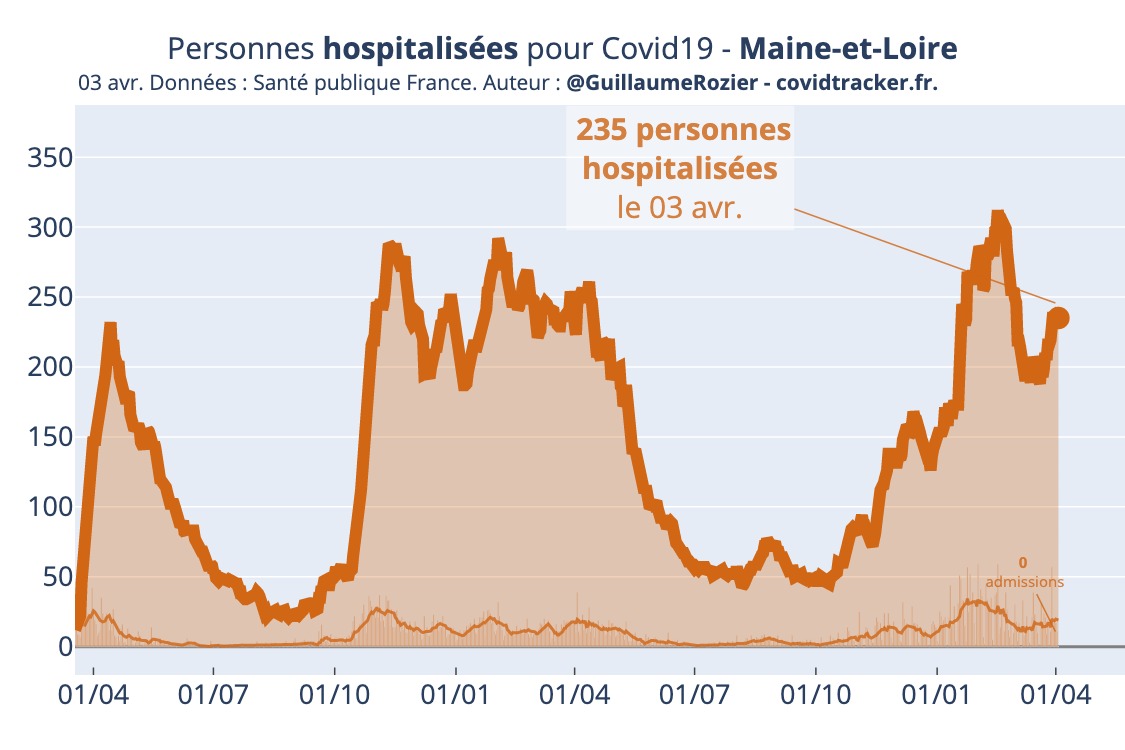 Personnes hospitalisées pour Covid19 - Maine-et-Loire
03 avr. Données : Santé publique France. Auteur : @GuillaumeRozier - covidtracker.fr.
235 personnes
hospitalisées
le 03 avr.
350
300
250
200
150
100
50
0
0
admissions
01/04 01/07 01/10 01/01 01/04 01/07 01/10 01/01 01/04